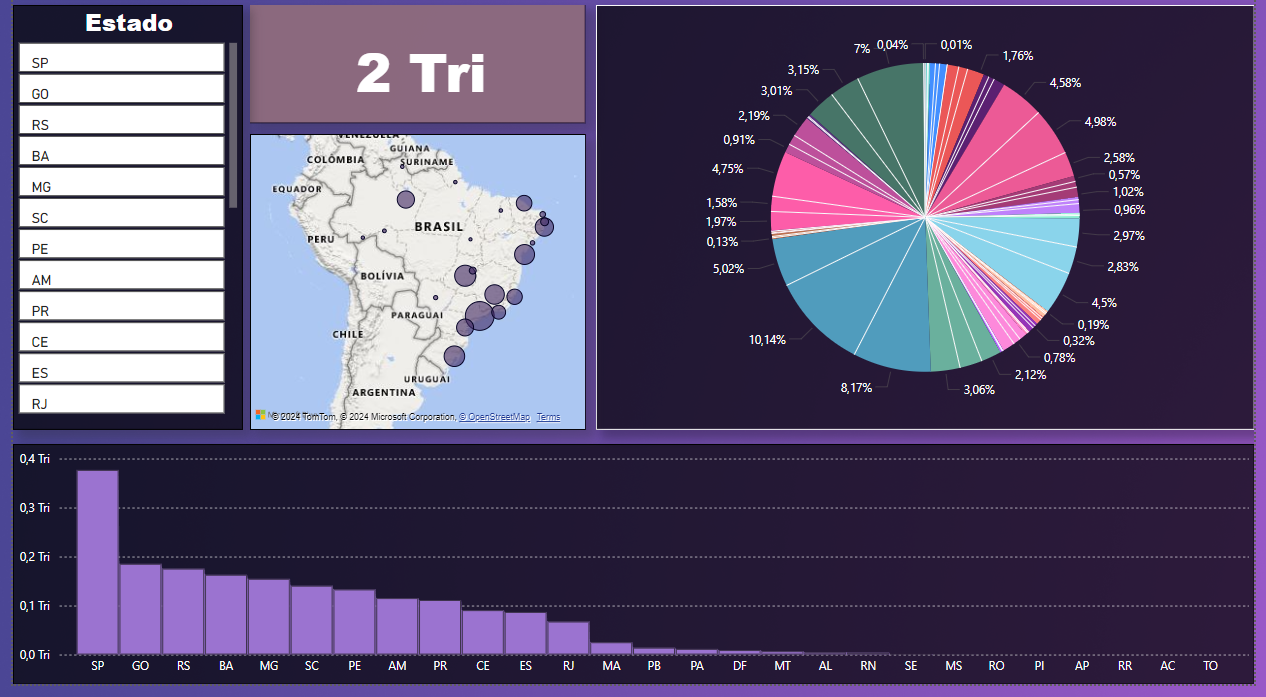 Estado
SP
GO
RS
BA
MG
SC
PE
AM
PR
CE
ES
RJ
2 Tri
VENEZUELA
GUIANA
COLÔMBIA
SURINAME
EQUADOR
BRASIL
PERU
BOLÍVIA
PARAGUAI
CHILE
URUGUAI
ARGENTINA
© 2024 TomTom, © 2024 Microsoft Corporation, © OpenStreetMap Terms
7% 0,04% 0,01%
1,76%
3,15%
4,58%
3,01%
2,19%
4,98%
0,91%
2,58%
4,75%
0,57%
1,02%
1,58%
0,96%
1,97%
2,97%
0,13%
2,83%
5,02%
4,5%
0,19%
10,14%
0,32%
0,78%
2,12%
8,17%
3,06%
0,4 Tri
0,3 Tri
0,2 Tri
0,1 Tri
0,0 Tri
SP GO RS BA MG SC PE AM PR CE ES RJ MA PB PA DF MT AL RN SE MS RO PI AP RR AC TO